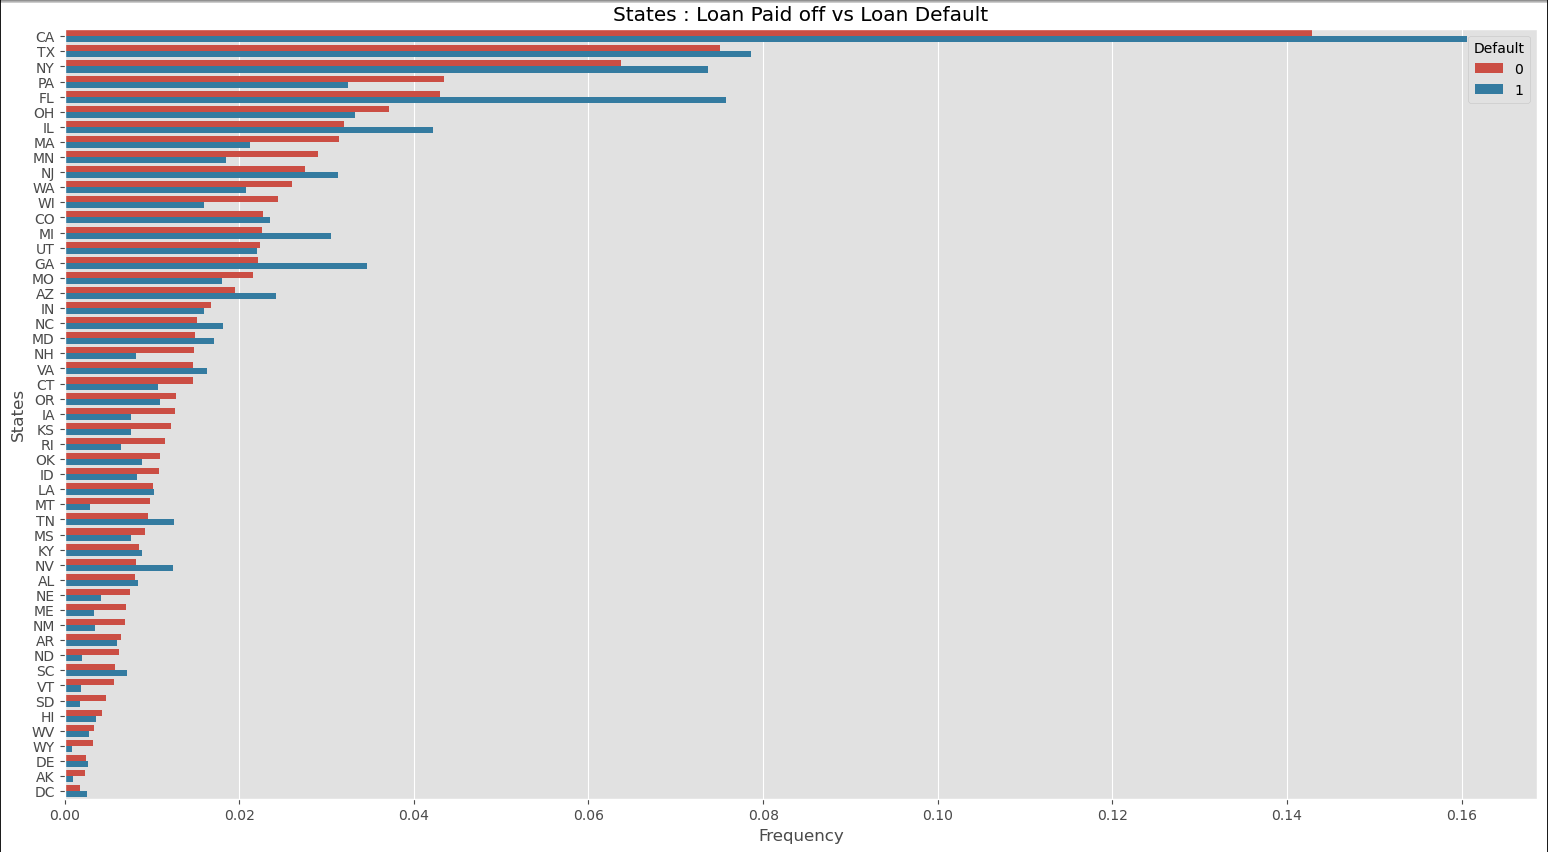 States : Loan Paid off vs Loan Default
CA
TX
NY
PA
FL
OH
IL
MA
MN
NJ
WA
WI
CO
MI
UT
GA
MO
AZ
IN
NC
MD
NH
VA
CT
OR
IA
KS
RI
OK
ID
LA
MT
TN
MS
KY
NV
AL
NE
ME
NM
AR
ND
SC
VT
SD
HI
WV
WY
DE
AK
DC
States
Default
0
1
0.00 0.02 0.04 0.06 0.08 0.10 0.12 0.14 0.16
Frequency